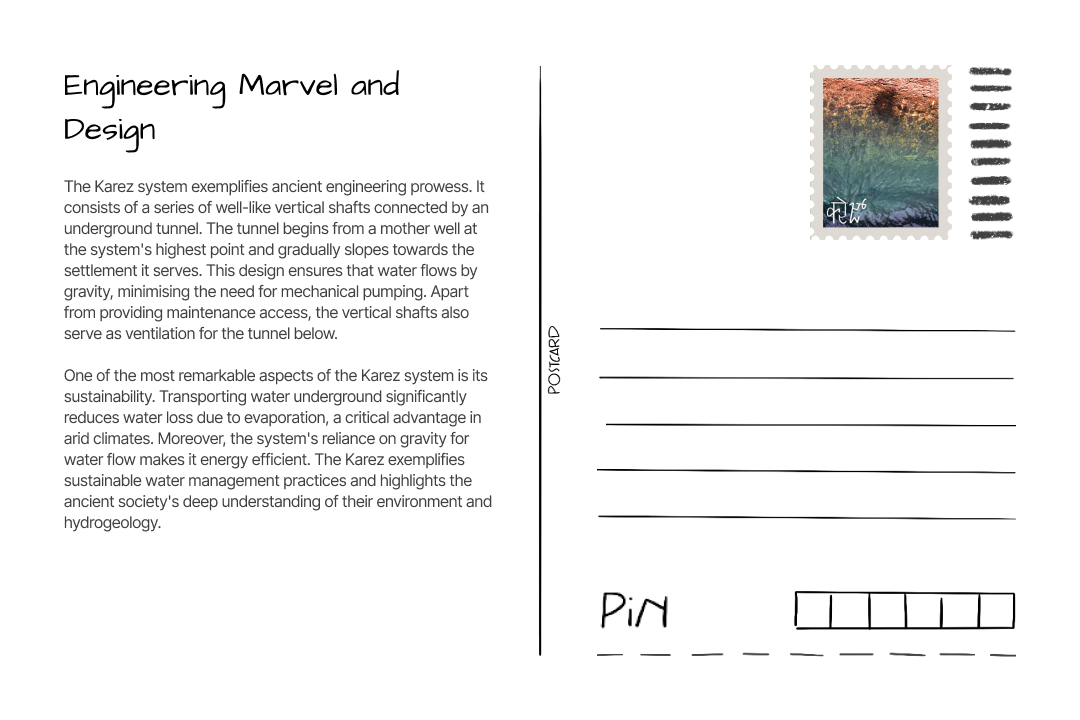 Engineering Marvel and
Design
The Karez system exemplifies ancient engineering prowess. It
consists of a series of well-like vertical shafts connected by an
underground tunnel. The tunnel begins from a mother well at
the system's highest point and gradually slopes towards the
settlement it serves. This design ensures that water flows by
gravity, minimising the need for mechanical pumping. Apart
from providing maintenance access, the vertical shafts also
serve as ventilation for the tunnel below.
One of the most remarkable aspects of the Karez system is its
sustainability. Transporting water underground significantly
reduces water loss due to evaporation, a critical advantage in
arid climates. Moreover, the system's reliance on gravity for
water flow makes it energy efficient. The Karez exemplifies
sustainable water management practices and highlights the
ancient society's deep understanding of their environment and
hydrogeology.
POSTCARD
PiN